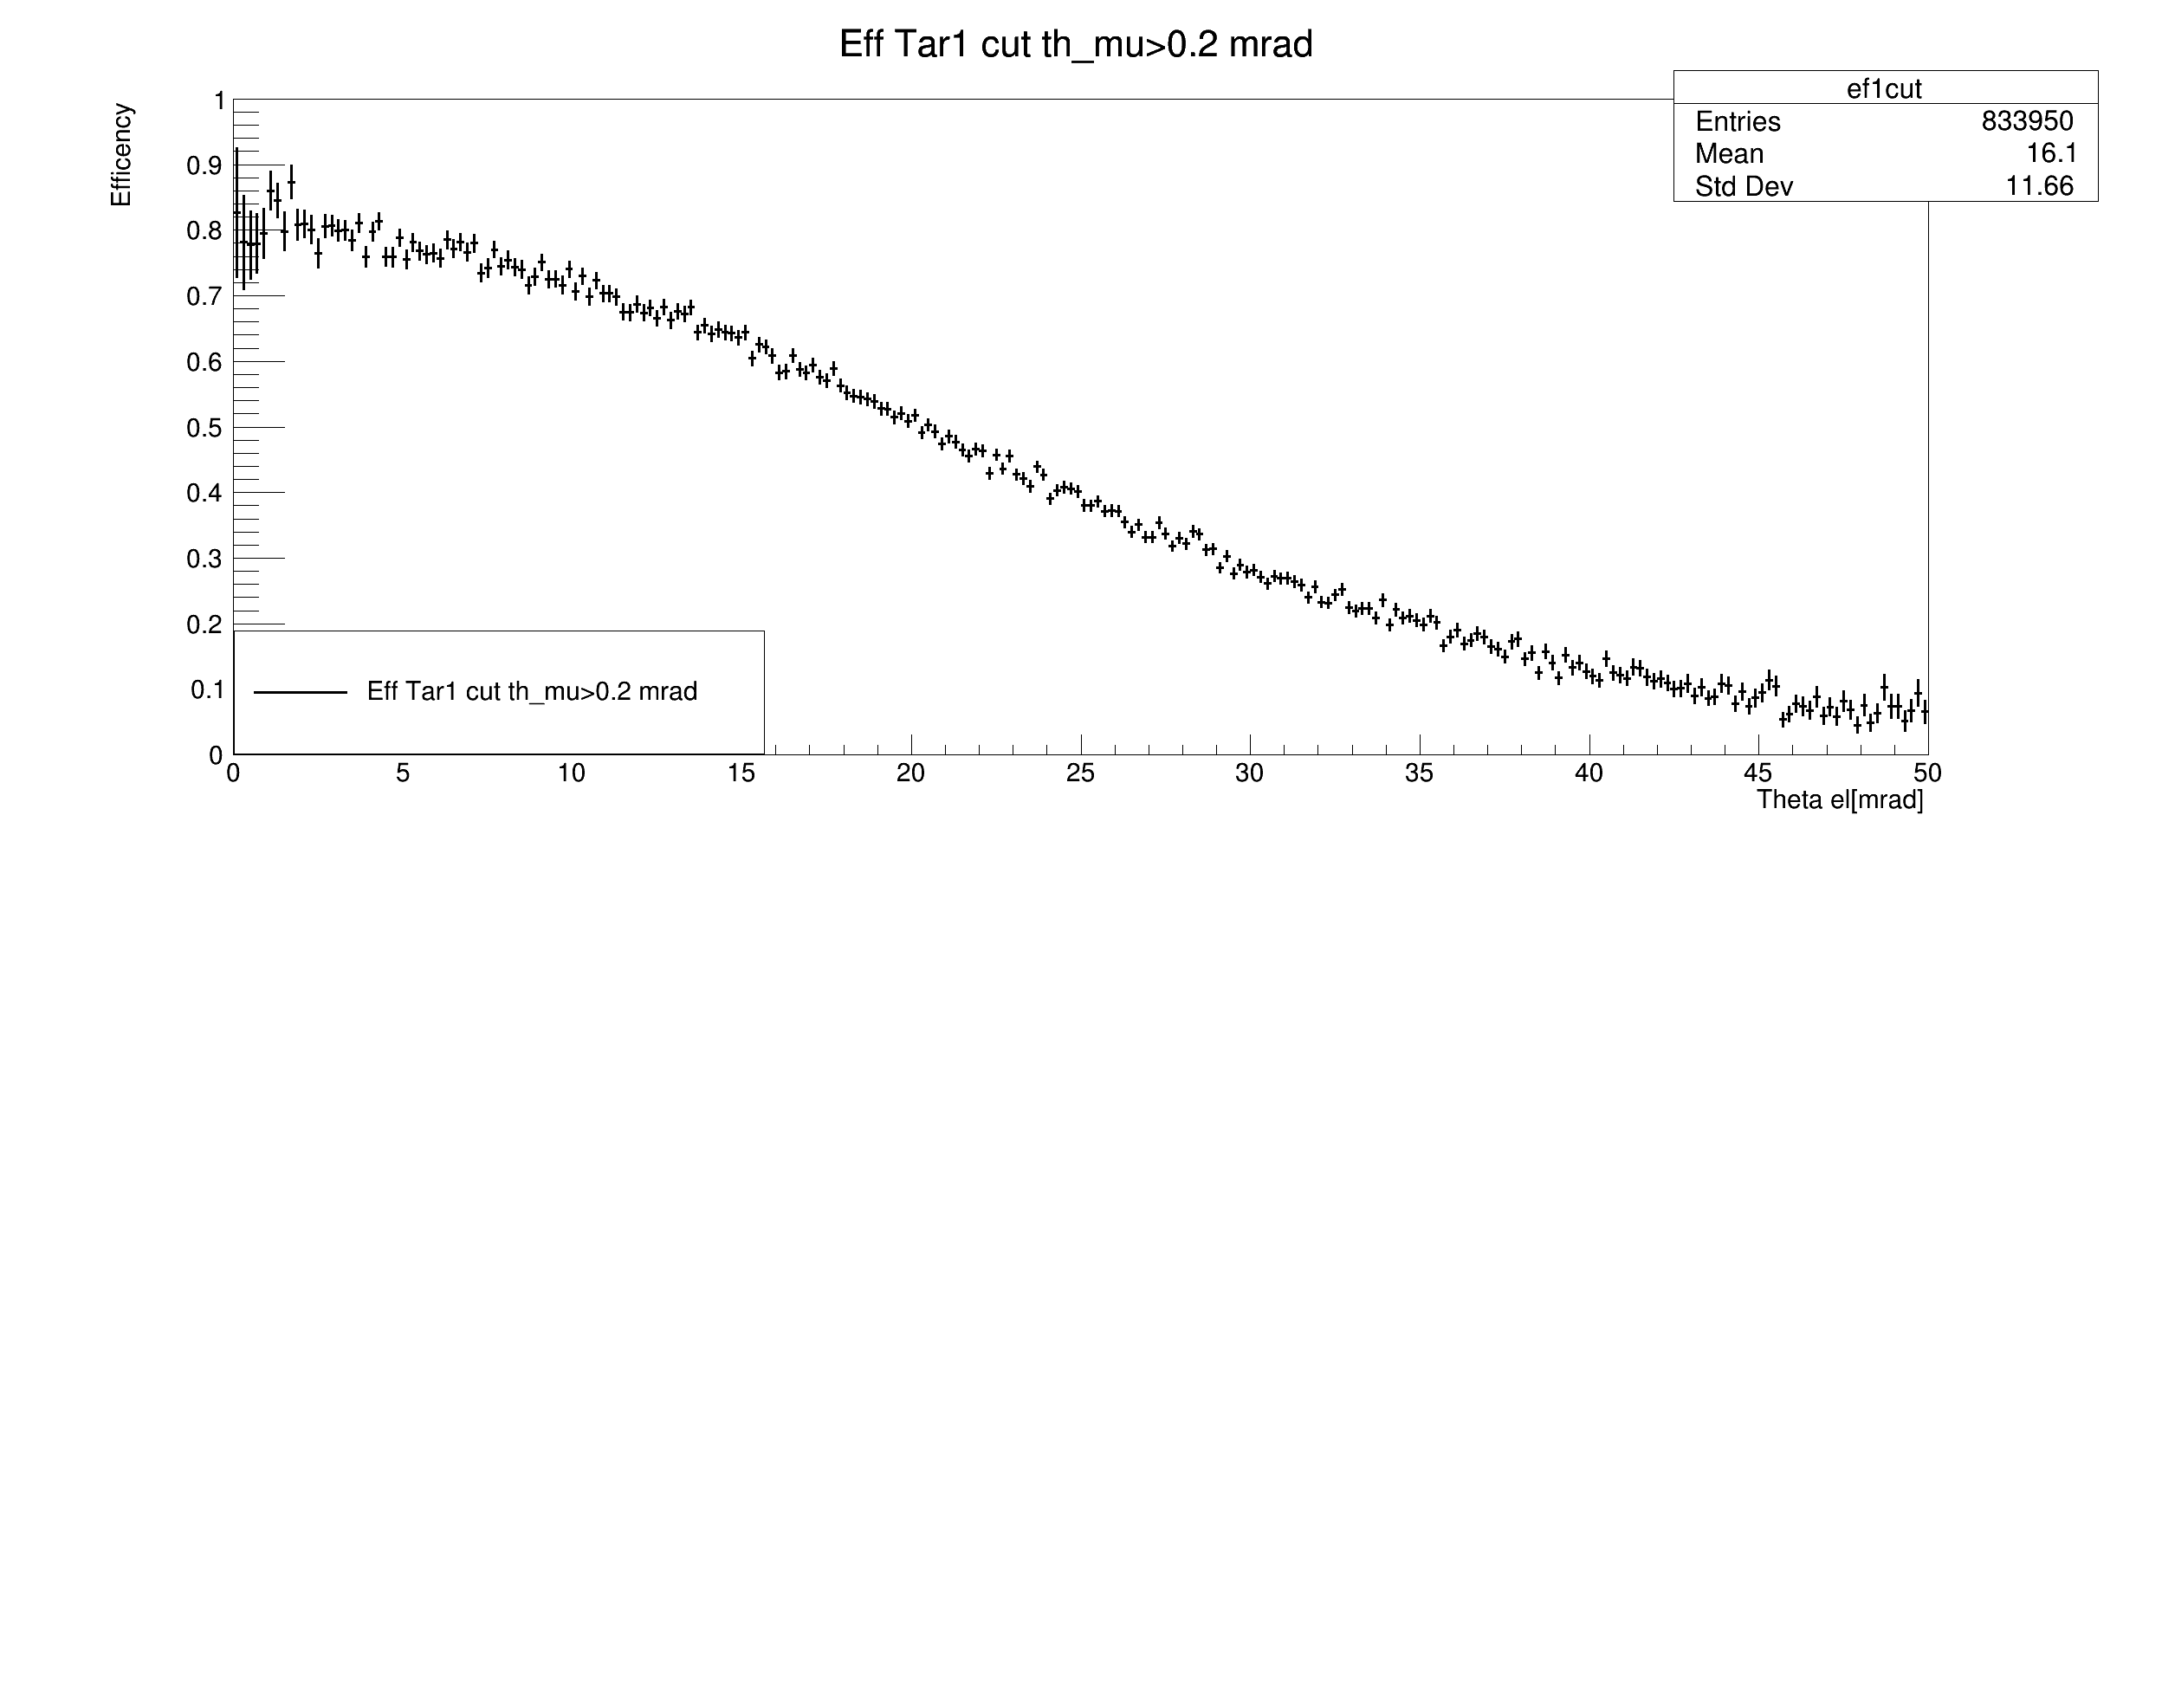 Eff Tar1 cut th_mu>0.2 mrad
ef1cut
Entries 833950
Mean 16.1
Std Dev 11.66
Efficency
1
0.9
0.8
0.7
0.6
0.5
0.4
0.3
0.2
0.1
0
Eff Tar1 cut th_mu>0.2 mrad
0 5 10 15 20 25 30 35 40 45 50
Theta el[mrad]